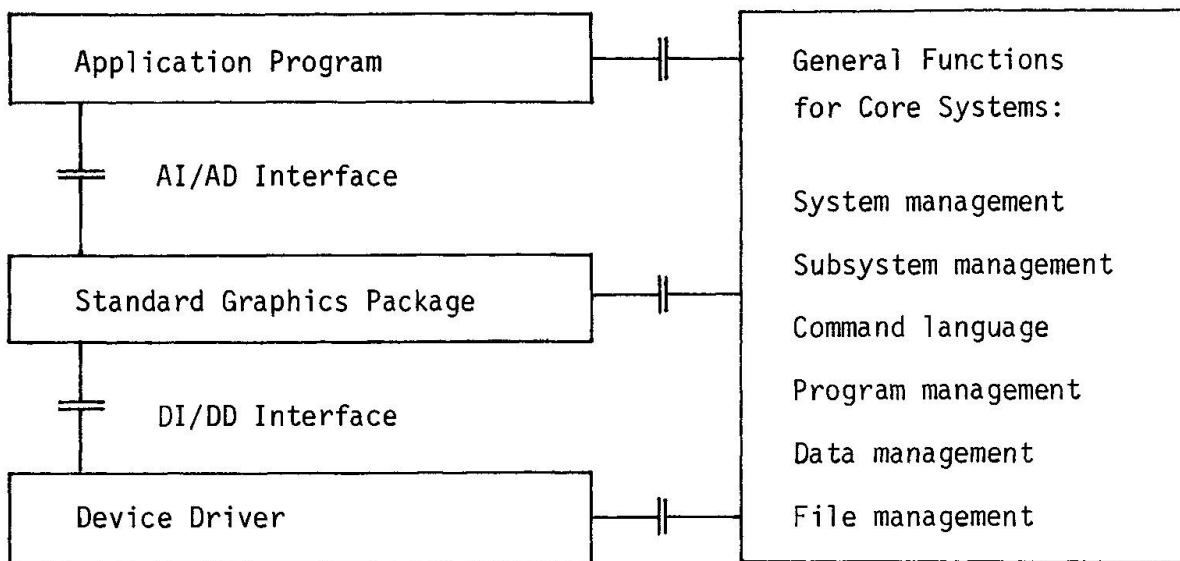 Application Program
AI/AD Interface
Standard Graphics Package
DI/DD Interface
Device Driver
General Functions
for Core Systems:
System management
Subsystem management
Command language
Program management
Data management
File management